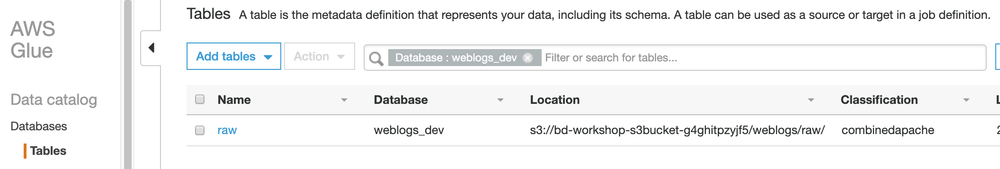 AWS
Glue
Data catalog
Databases
Tables
Tables A table is the metadata definition that represents your data, including its schema. A table can be used as a source or target in a job definition.
Add tables Action Database : weblogs_dev Filter or search for tables...
Name Database Location Classification
raw weblogs_dev s3://bd-workshop-s3bucket-g4ghitpzyjf5/weblogs/raw/ combinedapache